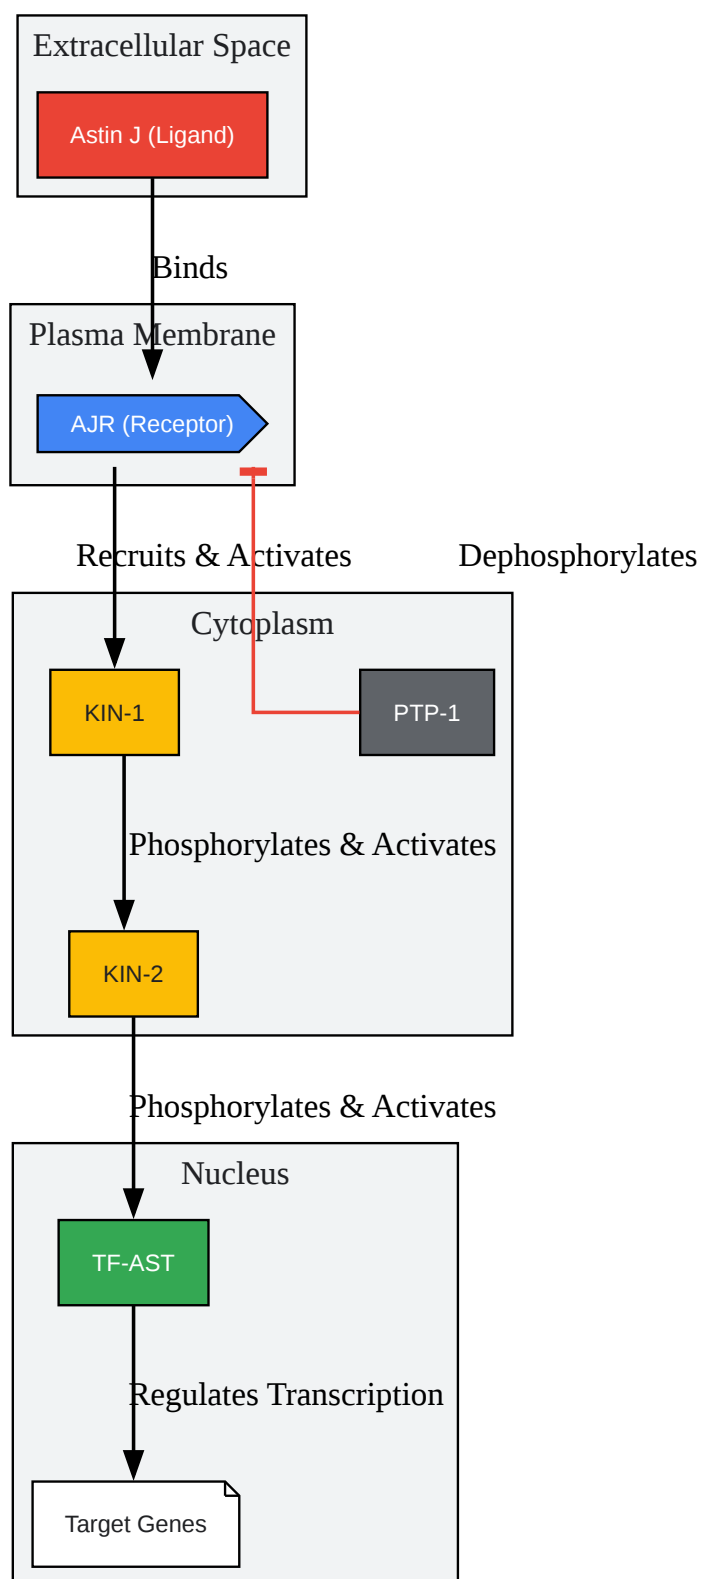 Extracellular Space
Astin J (Ligand)
Binds
Plasma Membrane
AJR (Receptor)
Recruits & Activates
Dephosphorylates
Cytoplasm
KIN-1
PTP-1
Phosphorylates & Activates
KIN-2
Phosphorylates & Activates
Nucleus
TF-AST
Regulates Transcription
Target Genes